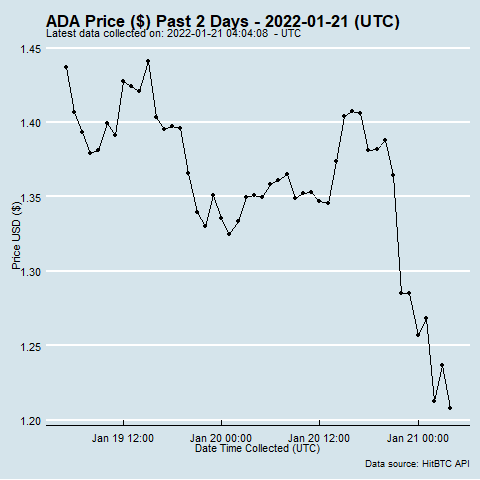 ADA Price ($) Past 2 Days - 2022-01-21 (UTC)
Latest data collected on: 2022-01-21 04:04:08 - UTC
1.45
1.40
1.35
1.30
1.25
1.20
Price USD ($)
Jan 19 12:00
Jan 20 00:00
Jan 20 12:00
Jan 21 00:00
Date Time Collected (UTC)
Data source: HitBTC API